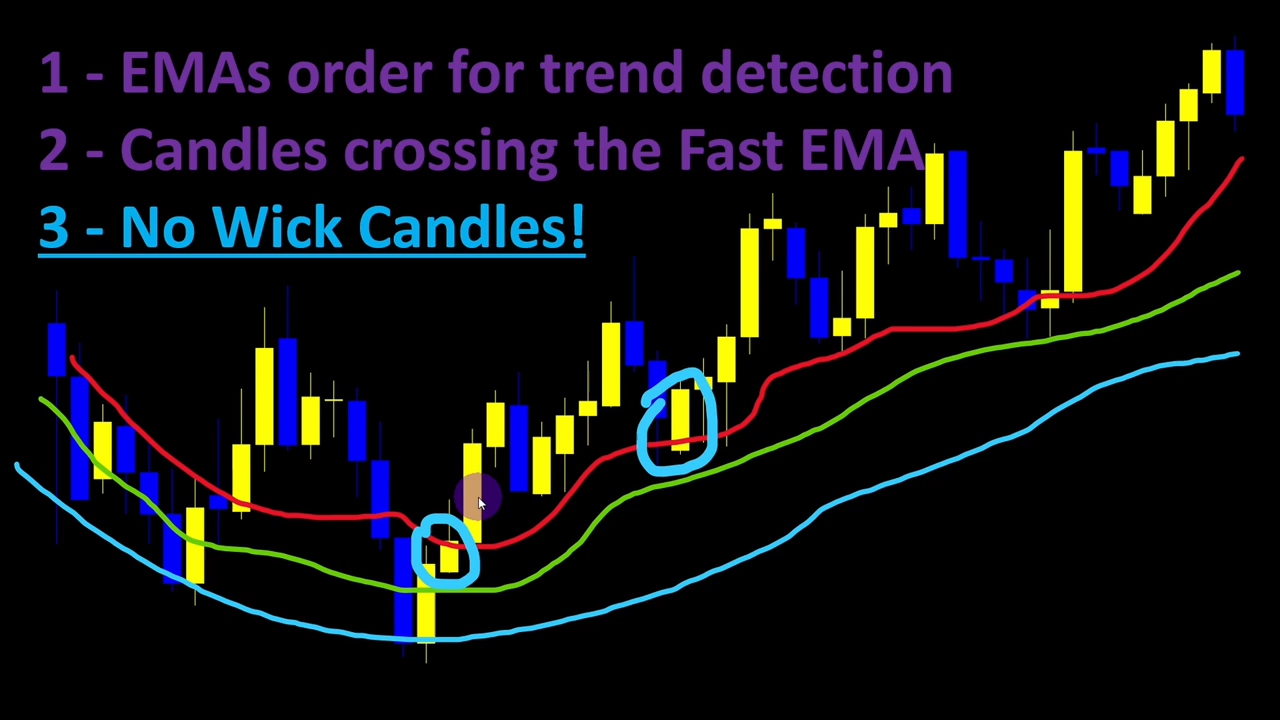 1 - EMAs order for trend detection
2 - Candles crossing the Fast EMA
3 - No Wick Candles!